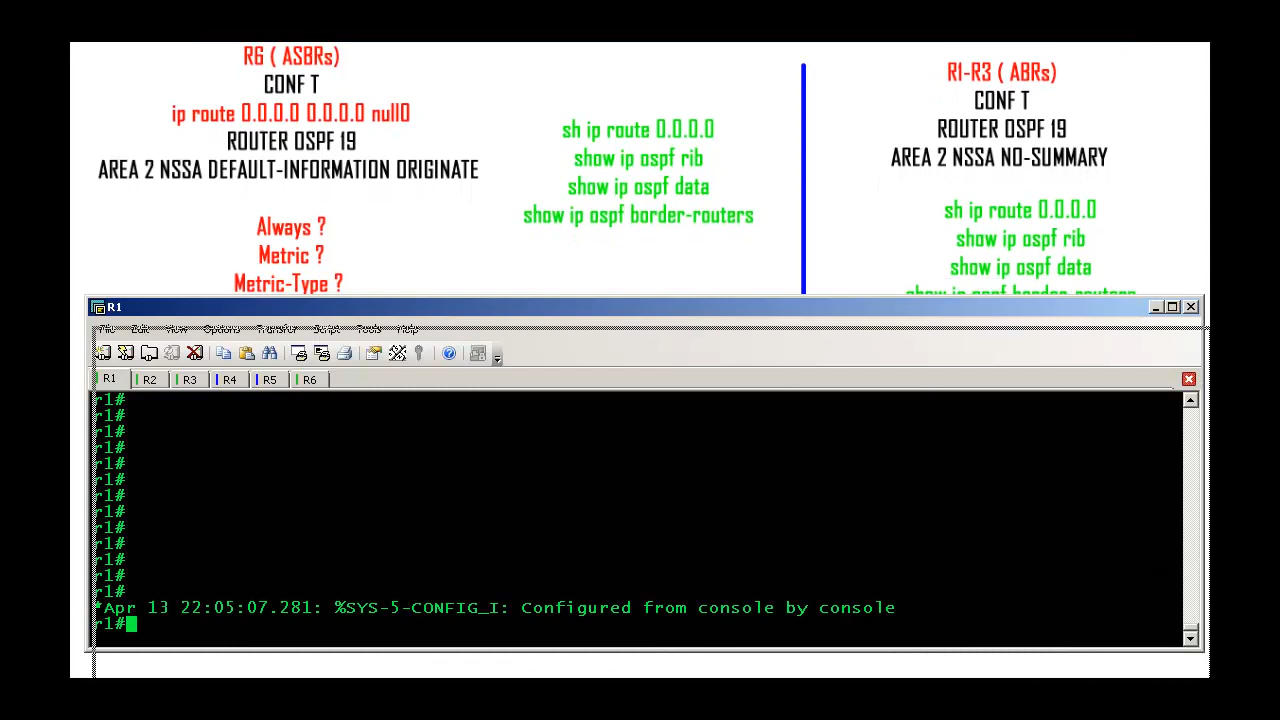 R6 ( ASBRs)
CONF T
ip route 0.0.0.0 0.0.0.0 null0
ROUTER OSPF 19
AREA 2 NSSA DEFAULT-INFORMATION ORIGINATE
Always ?
Metric ?
Metric-Type ?
sh ip route 0.0.0.0
show ip ospf rib
show ip ospf data
show ip ospf border-routers
R1-R3 ( ABRs)
CONF T
ROUTER OSPF 19
AREA 2 NSSA NO-SUMMARY
sh ip route 0.0.0.0
show ip ospf rib
show ip ospf data
show ip ospf border-routers
R1
File Edit View Options Transfer Script Tools Help
R1 R2 R3 R4 R5 R6
r1#
r1#
r1#
r1#
r1#
r1#
r1#
r1#
r1#
r1#
r1#
r1#
r1#
*Apr 13 22:05:07.281: %SYS-5-CONFIG_I: Configured from console by console
r1#